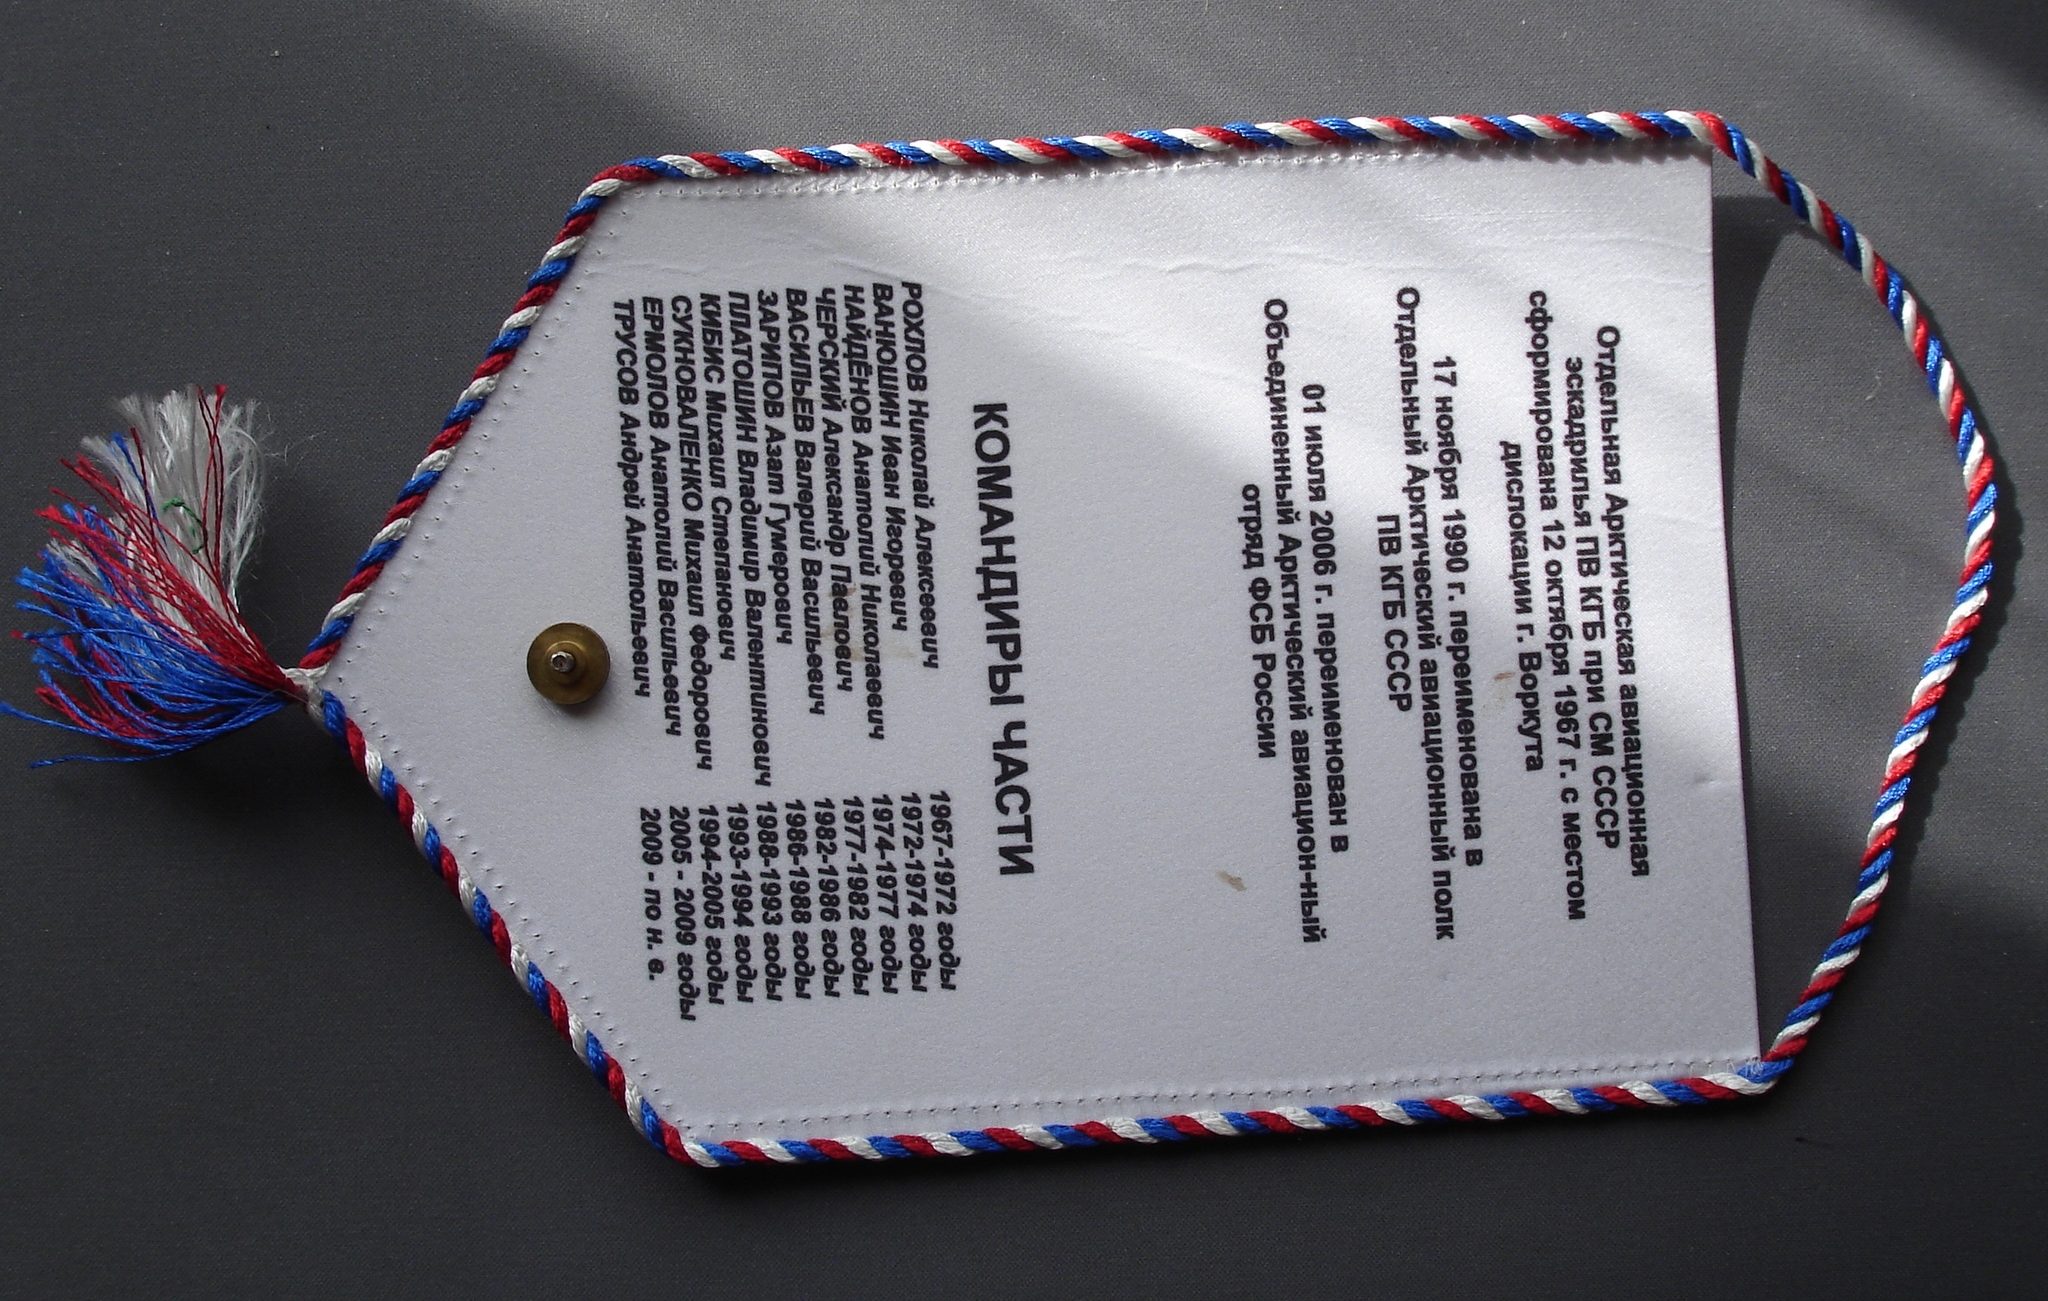 Отдельная Арктическая авиационная
эскадрилья ПВ КГБ при СМ СССР
сформирована 12 октября 1967 г. с местом
дислокации г. Воркута
17 ноября 1990 г. переименована в
Отдельный Арктический авиационный полк
ПВ КГБ СССР
01 июля 2006 г. переименован в
Объединенный Арктический авиацион-ный
отряд ФСБ России
КОМАНДИРЫ ЧАСТИ
РОХЛОВ Николай Алексеевич 1967-1972 годы
ВАНЮШИН Иван Игоревич 1972-1974 годы
НАЙДЁНОВ Анатолий Николаевич 1974-1977 годы
ЧЕРСКИЙ Александр Павлович 1977-1982 годы
ВАСИЛЬЕВ Валерий Васильевич 1982-1986 годы
ЗАРИПОВ Азат Гумерович 1986-1988 годы
ПЛАТОШИН Владимир Валентинович 1988-1993 годы
КИБИС Михаил Степанович 1993-1994 годы
СУКНОВАЛЕНКО Михаил Федорович 1994-2005 годы
ЕРМОЛОВ Анатолий Васильевич 2005 - 2009 годы
ТРУСОВ Андрей Анатольевич 2009 - по н. в.